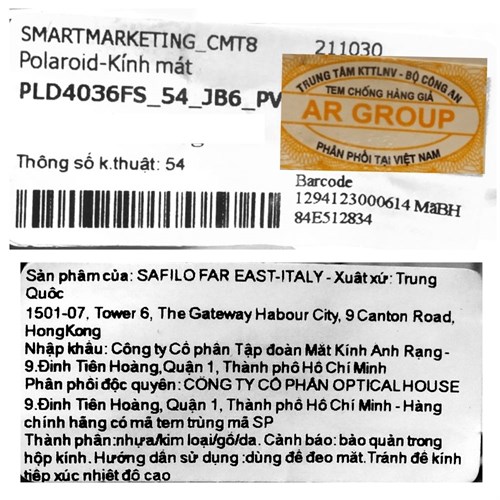 SMARTMARKETING_CMT8 211030
Polaroid-Kính mát
PLD4036FS_54_JB6_PV
TRUNG TÂM KTTLNV - BỘ CÔNG AN
TEM CHỐNG HÀNG GIẢ
AR GROUP
PHÂN PHỐI TẠI VIỆT NAM
Thông số k.thuật: 54
Barcode
1294123000614 MaBH
84E512834
Sản phẩm của: SAFILO FAR EAST-ITALY - Xuất xứ: Trung
Quốc
1501-07, Tower 6, The Gateway Habour City, 9 Canton Road,
HongKong
Nhập khẩu: Công ty Cổ phần Tập đoàn Mắt Kính Anh Rạng-
9.Đinh Tiên Hoàng,Quận 1, Thành phố Hồ Chí Minh
Phân phối độc quyền: CÔNG TY CỔ PHẦN OPTICALHOUSE
9.Đinh Tiên Hoàng, Quận 1, Thành phố Hồ Chí Minh - Hàng
chính hãng có mã tem trùng mã SP
Thành phần:nhựa/kim loại/gỗ/da. Cảnh báo: bảo quản trong
hộp kính. Hướng dẫn sử dụng :dùng để đeo mắt.Tránh để kính
tiếp xúc nhiệt độ cao